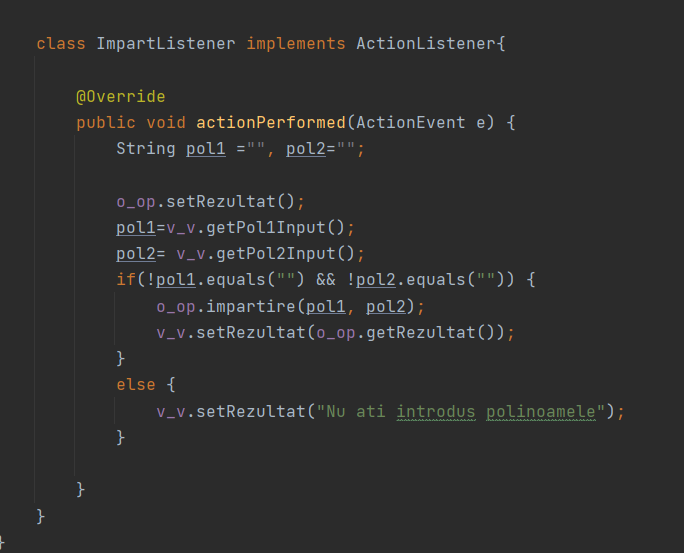 class ImpartListener implements ActionListener{
@Override
public void actionPerformed(ActionEvent e) {
String pol1 ="", pol2="";
o_op.setRezultat();
pol1=v_v.getPol1Input();
pol2= v_v.getPol2Input();
if(!pol1.equals("") && !pol2.equals("")) {
o_op.impartire(pol1, pol2);
v_v.setRezultat(o_op.getRezultat());
}
else {
v_v.setRezultat("Nu ati introdus polinoamele");
}
}
}
}